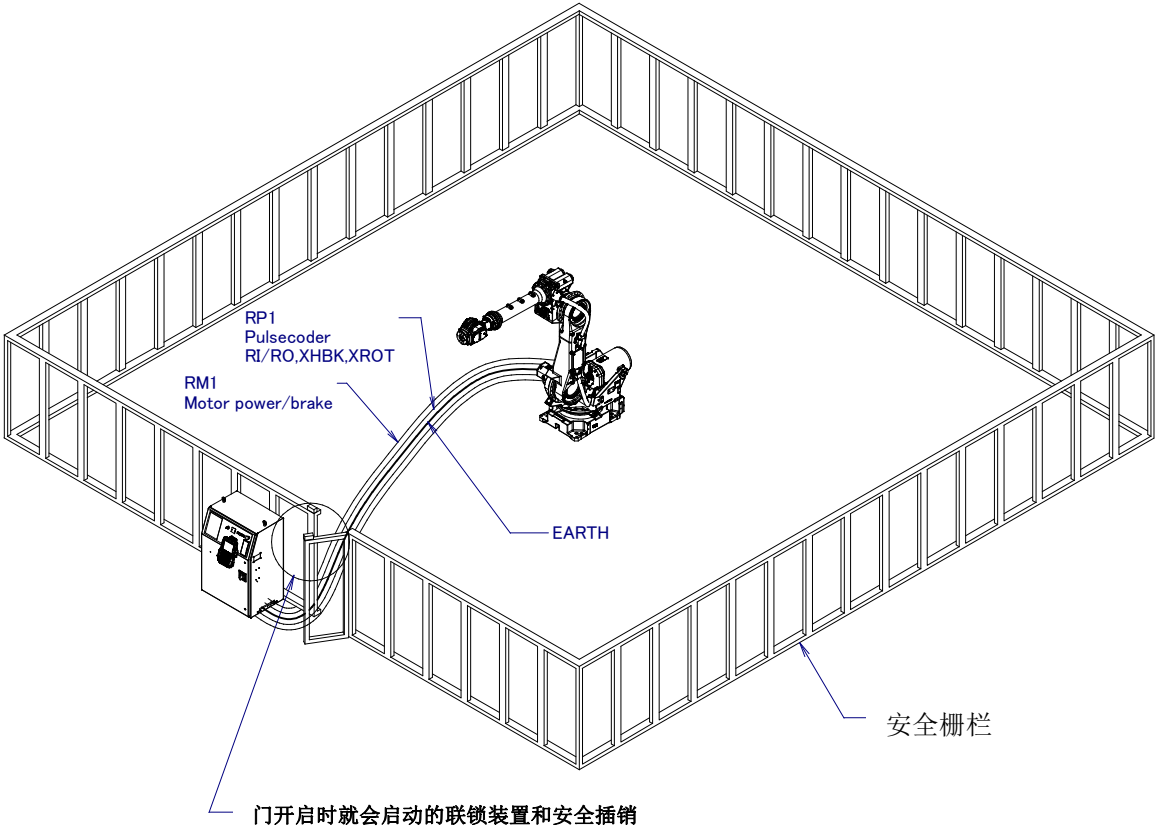 RP1
Pulsecoder
RI/RO,XHBK,XROT
RM1
Motor power/brake
EARTH
安全栅栏
门开启时就会启动的联锁装置和安全插销